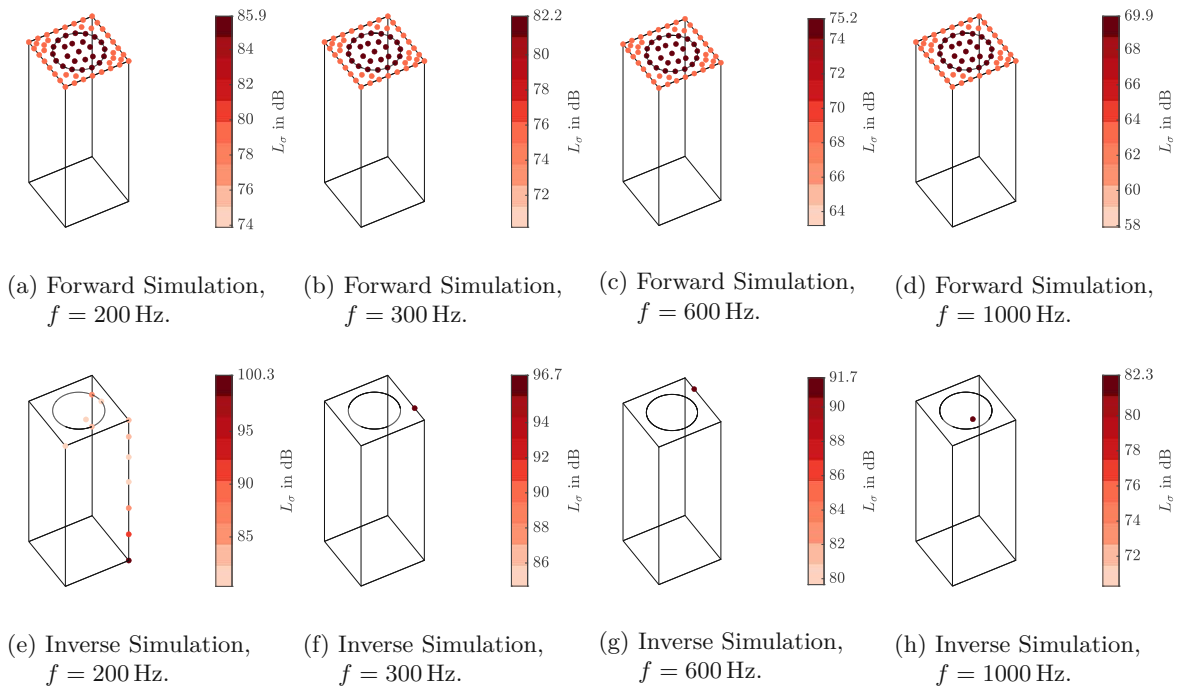 85.9
84
82
80
78
76
74
L_σ in dB
82.2
80
78
76
74
72
L_σ in dB
75.2
74
72
70
68
66
64
L_σ in dB
69.9
68
66
64
62
60
58
L_σ in dB
(a) Forward Simulation,
f = 200 Hz.
(b) Forward Simulation,
f = 300 Hz.
(c) Forward Simulation,
f = 600 Hz.
(d) Forward Simulation,
f = 1000 Hz.
100.3
95
90
85
L_σ in dB
96.7
94
92
90
88
86
L_σ in dB
91.7
90
88
86
84
82
80
L_σ in dB
82.3
80
78
76
74
72
L_σ in dB
(e) Inverse Simulation,
f = 200 Hz.
(f) Inverse Simulation,
f = 300 Hz.
(g) Inverse Simulation,
f = 600 Hz.
(h) Inverse Simulation,
f = 1000 Hz.